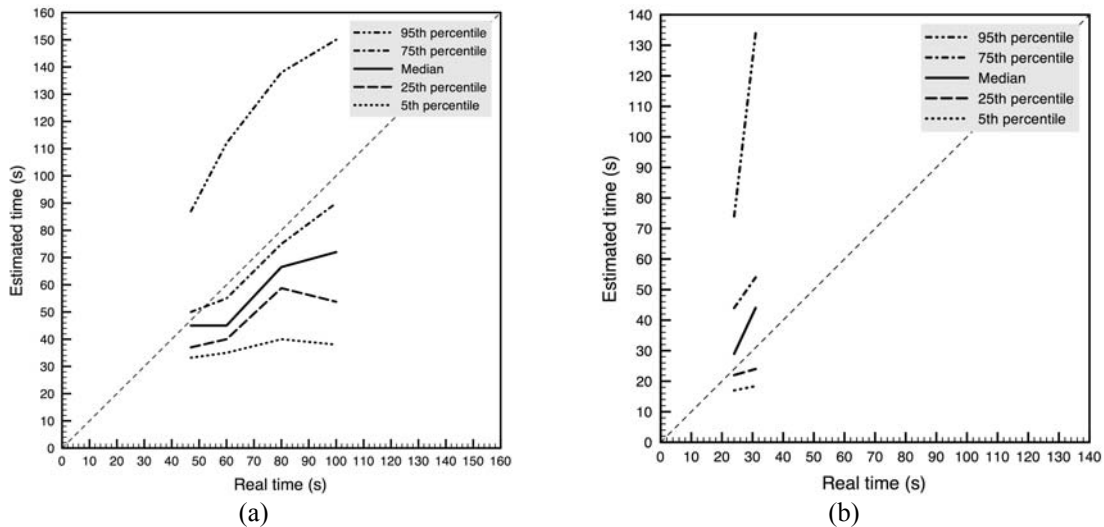 160
150
140
130
120
110
100
90
80
70
60
50
40
30
20
10
0
Estimated time (s)
95th percentile
75th percentile
Median
25th percentile
5th percentile
0 10 20 30 40 50 60 70 80 90 100 110 120 130 140 150 160
Real time (s)
(a)
140
130
120
110
100
90
80
70
60
50
40
30
20
10
0
Estimated time (s)
95th percentile
75th percentile
Median
25th percentile
5th percentile
0 10 20 30 40 50 60 70 80 90 100 110 120 130 140
Real time (s)
(b)